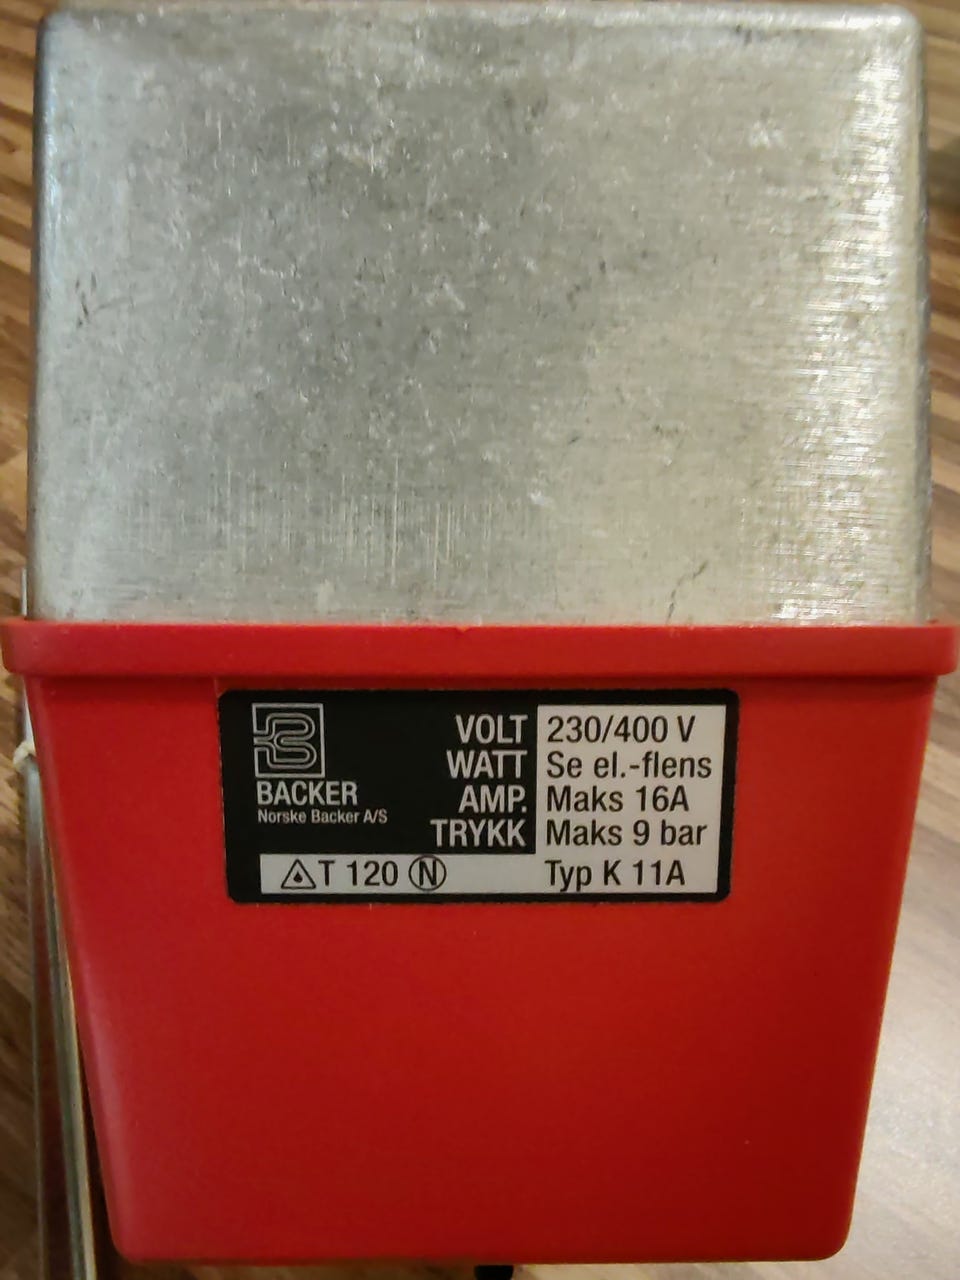 BACKER
Norske Backer A/S
VOLT 230/400 V
WATT Se el.-flens
AMP. Maks 16A
TRYKK Maks 9 bar
T 120 N Typ K 11A